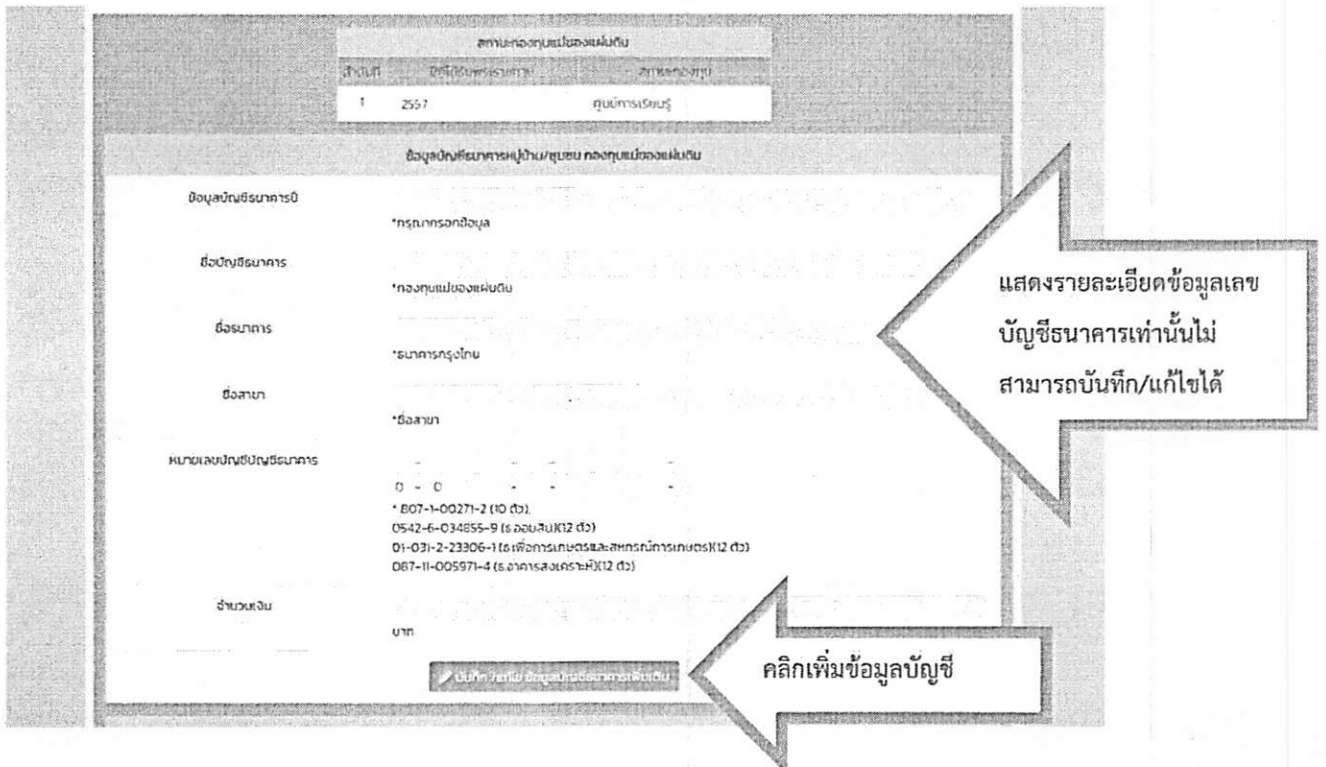 สถานะกองทุนแม่ของแผ่นดิน
ลำดับที่ ปีที่ได้รับพระราชทาน สถานะกองทุน
1 2557 ศูนย์การเรียนรู้
ข้อมูลบัญชีธนาคารหมู่บ้าน/ชุมชน กองทุนแม่ของแผ่นดิน
ข้อมูลบัญชีธนาคารปี
*กรุณากรอกข้อมูล
ชื่อบัญชีธนาคาร
*กองทุนแม่ของแผ่นดิน
ชื่อธนาคาร
*ธนาคารกรุงไทย
ชื่อสาขา
*ชื่อสาขา
หมายเลขบัญชีบัญชีธนาคาร
0 - 0 - - -
* 807-1-00271-2 (10 ตัว),
0542-6-034855-9 (ธ.ออมสิน)(12 ตัว)
01-031-2-23306-1 (ธ.เพื่อการเกษตรและสหกรณ์การเกษตร)(12 ตัว)
087-11-005971-4 (ธ.อาคารสงเคราะห์)(12 ตัว)
จำนวนเงิน
บาท
บันทึก/แก้ไข ข้อมูลบัญชีธนาคารเพิ่มเติม
แสดงรายละเอียดข้อมูลเลข
บัญชีธนาคารเท่านั้นไม่
สามารถบันทึก/แก้ไขได้
คลิกเพิ่มข้อมูลบัญชี